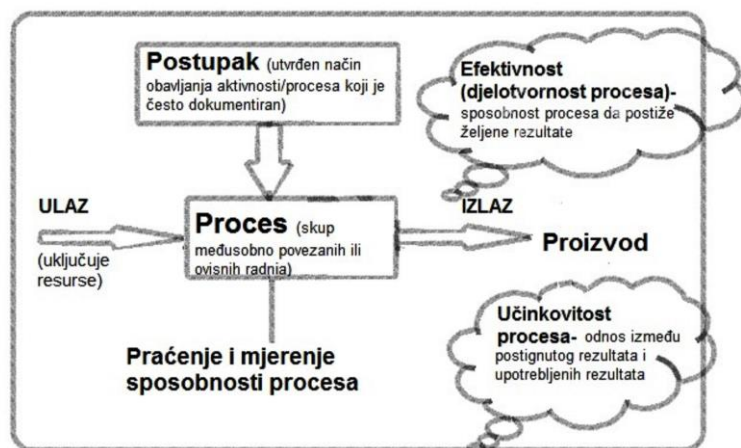 Postupak (utvrđen način
obavljanja aktivnosti/procesa koji je
često dokumentiran)
Efektivnost
(djelotvornost procesa)-
sposobnost procesa da postiže
željene rezultate
ULAZ
(uključuje
resurse)
Proces (skup
međusobno povezanih ili
ovisnih radnia)
IZLAZ
Proizvod
Praćenje i mjerenje
sposobnosti procesa
Učinkovitost
procesa- odnos između
postignutog rezultata i
upotrebljenih rezultata